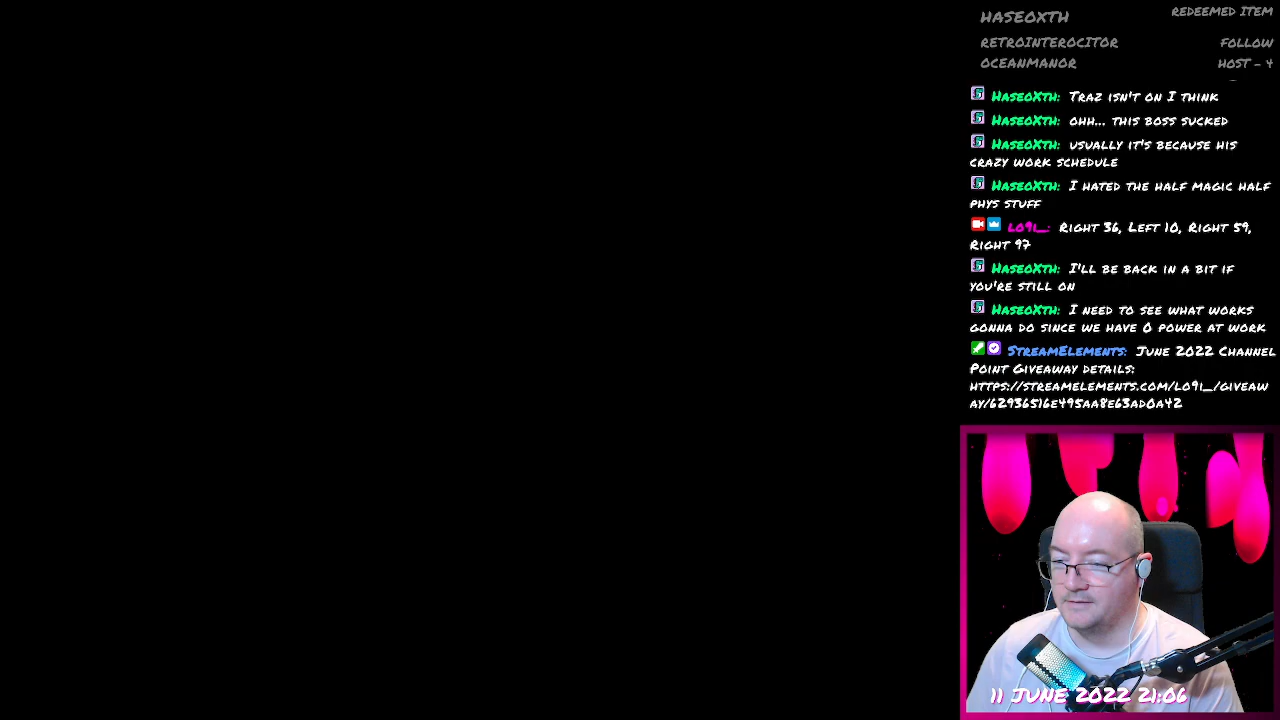 HASEOXTH REDEEMED ITEM
RETROINTEROCITOR FOLLOW
OCEANMANOR HOST - 4
HASEOXTH: TRAZ ISN'T ON I THINK
HASEOXTH: OHH... THIS BOSS SUCKED
HASEOXTH: USUALLY IT'S BECAUSE HIS
CRAZY WORK SCHEDULE
HASEOXTH: I HATED THE HALF MAGIC HALF
PHYS STUFF
LO91_: RIGHT 36, LEFT 10, RIGHT 59,
RIGHT 97
HASEOXTH: I'LL BE BACK IN A BIT IF
YOU'RE STILL ON
HASEOXTH: I NEED TO SEE WHAT WORKS
GONNA DO SINCE WE HAVE 0 POWER AT WORK
STREAMELEMENTS: JUNE 2022 CHANNEL
POINT GIVEAWAY DETAILS:
HTTPS://STREAMELEMENTS.COM/LO91_/GIVEAW
AY/62936516E495AA8E63AD0A42
11 JUNE 2022 21:06